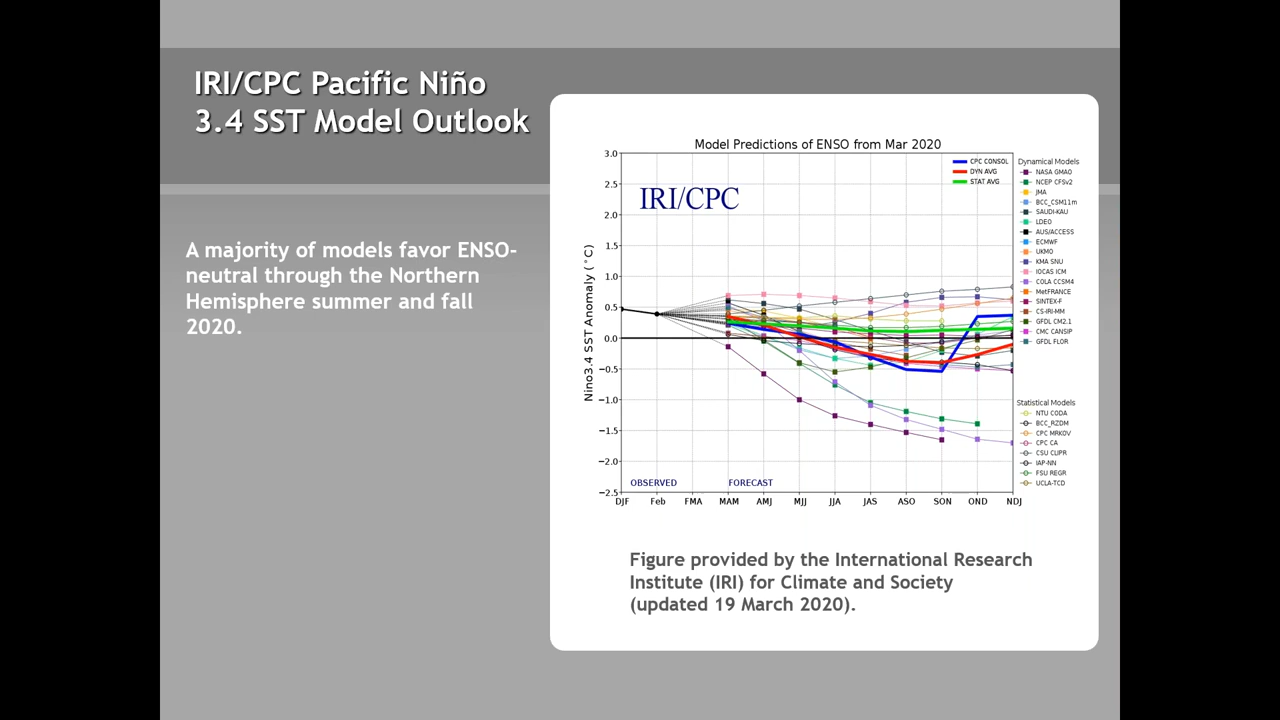 IRI/CPC Pacific Niño
3.4 SST Model Outlook
A majority of models favor ENSO-
neutral through the Northern
Hemisphere summer and fall
2020.
Model Predictions of ENSO from Mar 2020
IRI/CPC
Nino3.4 SST Anomaly (°C)
3.0
2.5
2.0
1.5
1.0
0.5
0.0
−0.5
−1.0
−1.5
−2.0
−2.5
OBSERVED FORECAST
DJF Feb FMA MAM AMJ MJJ JJA JAS ASO SON OND NDJ
CPC CONSOL
DYN AVG
STAT AVG
Dynamical Models
NASA GMAO
NCEP CFSv2
JMA
BCC_CSM11m
SAUDI-KAU
LDEO
AUS/ACCESS
ECMWF
UKMO
KMA SNU
IOCAS ICM
COLA CCSM4
MetFRANCE
SINTEX-F
CS-IRI-MM
GFDL CM2.1
CMC CANSIP
GFDL FLOR
Statistical Models
NTU CODA
BCC_RZDM
CPC MRKOV
CPC CA
CSU CLIPR
IAP-NN
FSU REGR
UCLA-TCD
Figure provided by the International Research
Institute (IRI) for Climate and Society
(updated 19 March 2020).